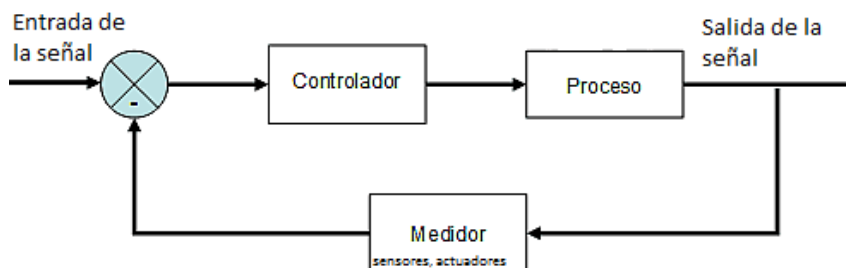 Entrada de
la señal
Salida de la
señal
Controlador
Proceso
-
Medidor
sensores, actuadores